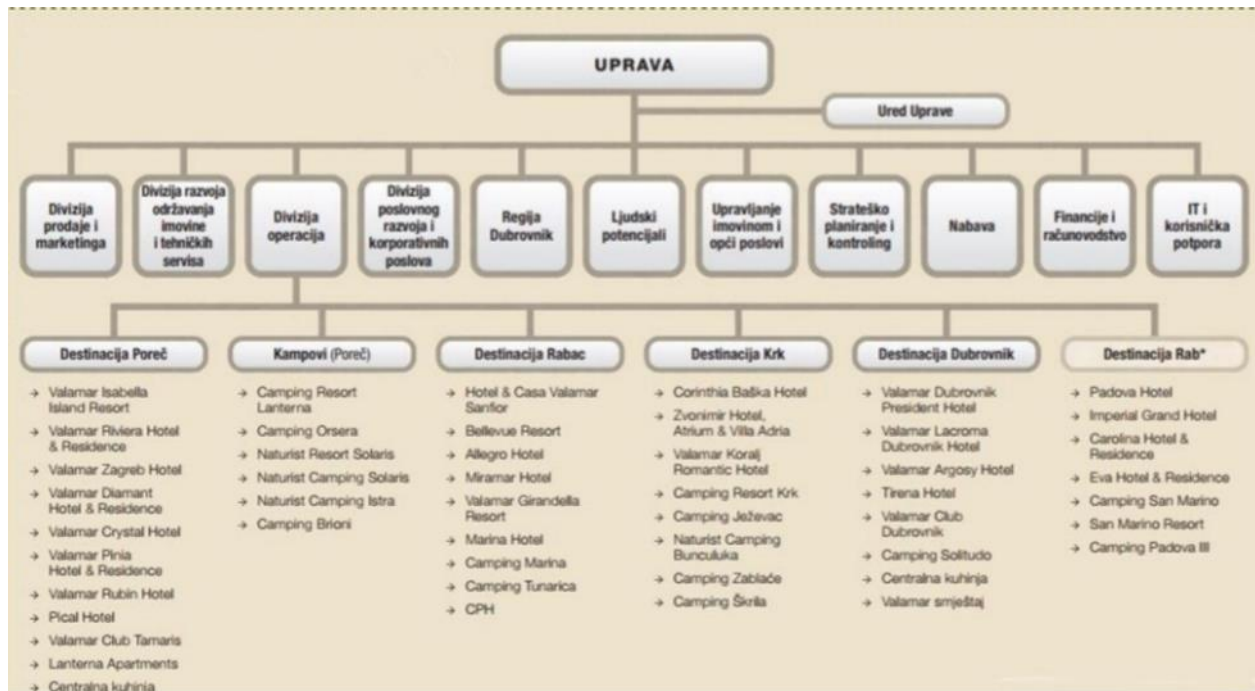 UPRAVA
Ured Uprave
Divizija
prodaje i
marketinga
Divizija razvoja
održavanja
imovine
i tehničkih
servisa
Divizija
operacija
Divizija
poslovnog
razvoja i
korporativnih
poslova
Regija
Dubrovnik
Ljudski
potencijali
Upravljanje
imovinom i
opći poslovi
Strateško
planiranje i
kontroling
Nabava
Financije i
računovodstvo
IT i
korisnička
potpora
Destinacija Poreč
→ Valamar Isabella
Island Resort
→ Valamar Riviera Hotel
& Residence
→ Valamar Zagreb Hotel
→ Valamar Diamant
Hotel & Residence
→ Valamar Crystal Hotel
→ Valamar Pinia
Hotel & Residence
→ Valamar Rubin Hotel
→ Pical Hotel
→ Valamar Club Tamaris
→ Lanterna Apartments
→ Centralna kuhinja
Kampovi (Poreč)
→ Camping Resort
Lanterna
→ Camping Orsera
→ Naturist Resort Solaris
→ Naturist Camping Solaris
→ Naturist Camping Istra
→ Camping Brioni
Destinacija Rabac
→ Hotel & Casa Valamar
Sanfior
→ Bellevue Resort
→ Allegro Hotel
→ Miramar Hotel
→ Valamar Girandella
Resort
→ Marina Hotel
→ Camping Marina
→ Camping Tunarica
→ CPH
Destinacija Krk
→ Corinthia Baška Hotel
→ Zvonimir Hotel,
Atrium & Villa Adria
→ Valamar Koralj
Romantic Hotel
→ Camping Resort Krk
→ Camping Ježevac
→ Naturist Camping
Bunculuka
→ Camping Zablaće
→ Camping Škrila
Destinacija Dubrovnik
→ Valamar Dubrovnik
President Hotel
→ Valamar Lacroma
Dubrovnik Hotel
→ Valamar Argosy Hotel
→ Tirena Hotel
→ Valamar Club
Dubrovnik
→ Camping Solitudo
→ Centralna kuhinja
→ Valamar smještaj
Destinacija Rab*
→ Padova Hotel
→ Imperial Grand Hotel
→ Carolina Hotel &
Residence
→ Eva Hotel & Residence
→ Camping San Marino
→ San Marino Resort
→ Camping Padova III